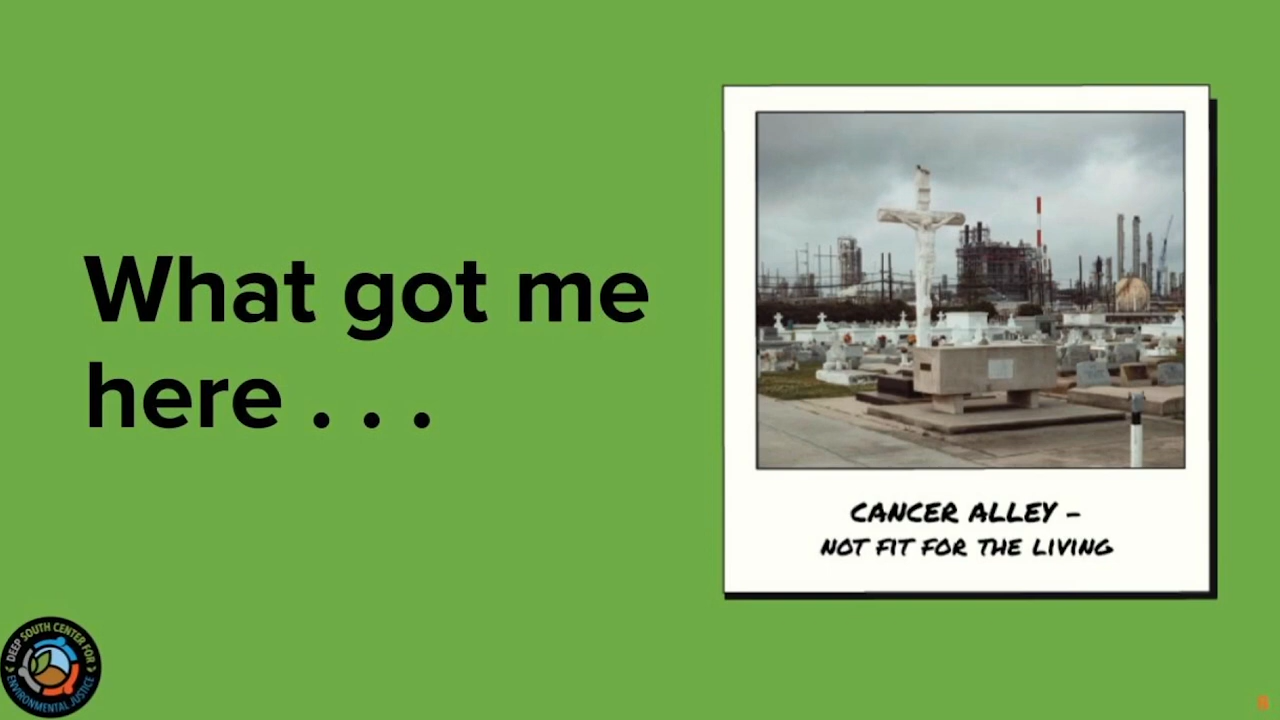 What got me
here . . .
CANCER ALLEY -
NOT FIT FOR THE LIVING
DEEP SOUTH CENTER FOR
ENVIRONMENTAL JUSTICE